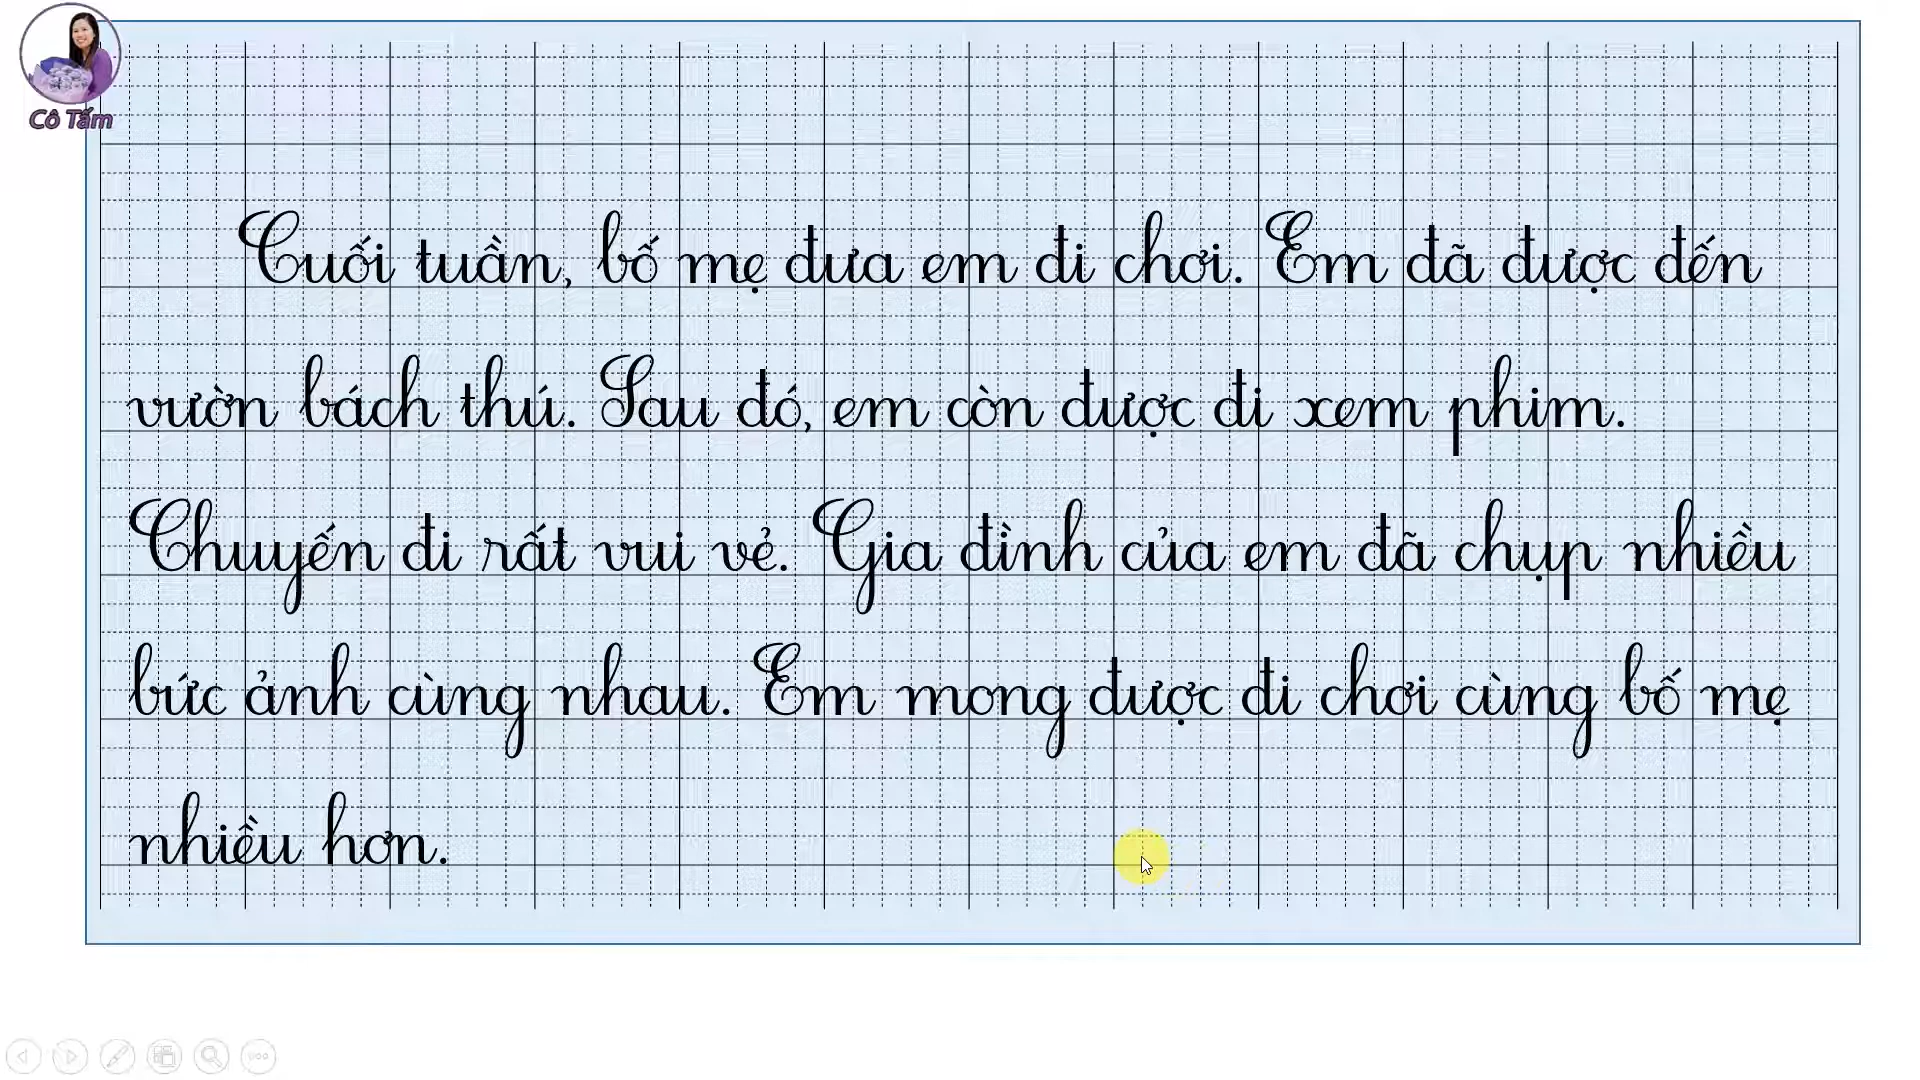 Cô Tấm
Cuối tuần, bố mẹ đưa em đi chơi. Em đã được đến
vườn bách thú. Sau đó, em còn được đi xem phim.
Chuyến đi rất vui vẻ. Gia đình của em đã chụp nhiều
bức ảnh cùng nhau. Em mong được đi chơi cùng bố mẹ
nhiều hơn.